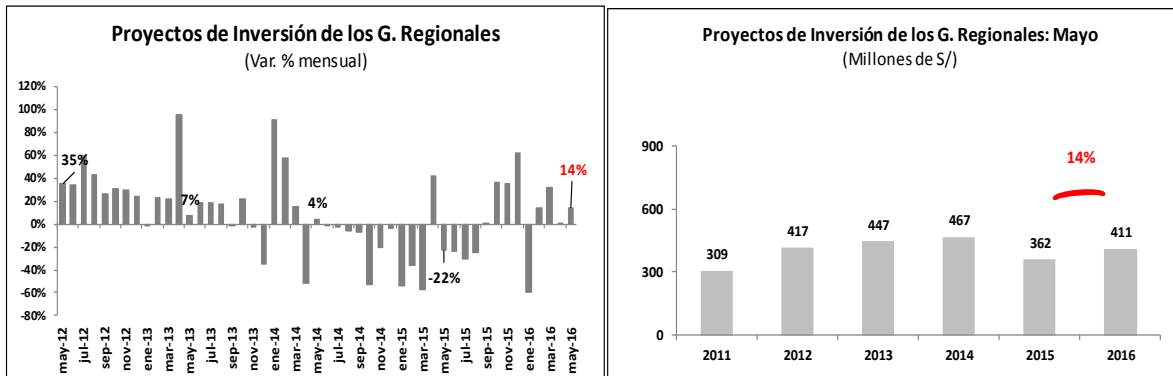 Proyectos de Inversión de los G. Regionales
(Var. % mensual)
120%
100%
80%
60%
40%
20%
0%
-20%
-40%
-60%
-80%
35%
7%
4%
-22%
14%
may-12
jul-12
sep-12
nov-12
ene-13
mar-13
may-13
jul-13
sep-13
nov-13
ene-14
mar-14
may-14
jul-14
sep-14
nov-14
ene-15
mar-15
may-15
jul-15
sep-15
nov-15
ene-16
mar-16
may-16
Proyectos de Inversión de los G. Regionales: Mayo
(Millones de S/)
900
600
300
0
14%
309
417
447
467
362
411
2011
2012
2013
2014
2015
2016